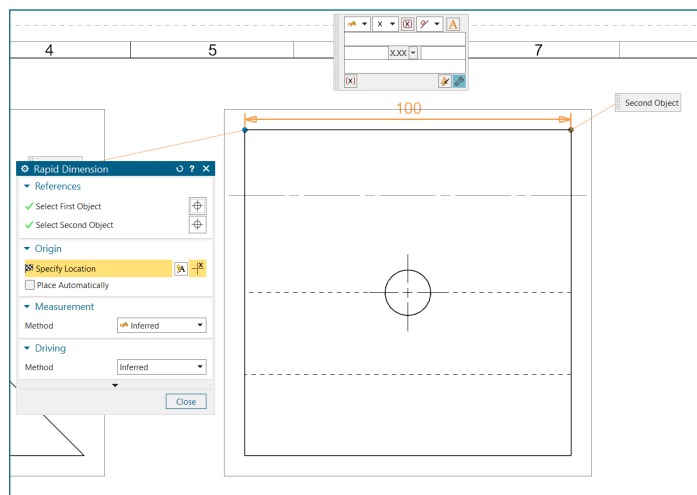 x
A
X.XX
(x)
4
5
7
100
Second Object
Rapid Dimension
?
References
Select First Object
Select Second Object
Origin
Specify Location
A
X
Place Automatically
Measurement
Method
Inferred
Driving
Method
Inferred
Close